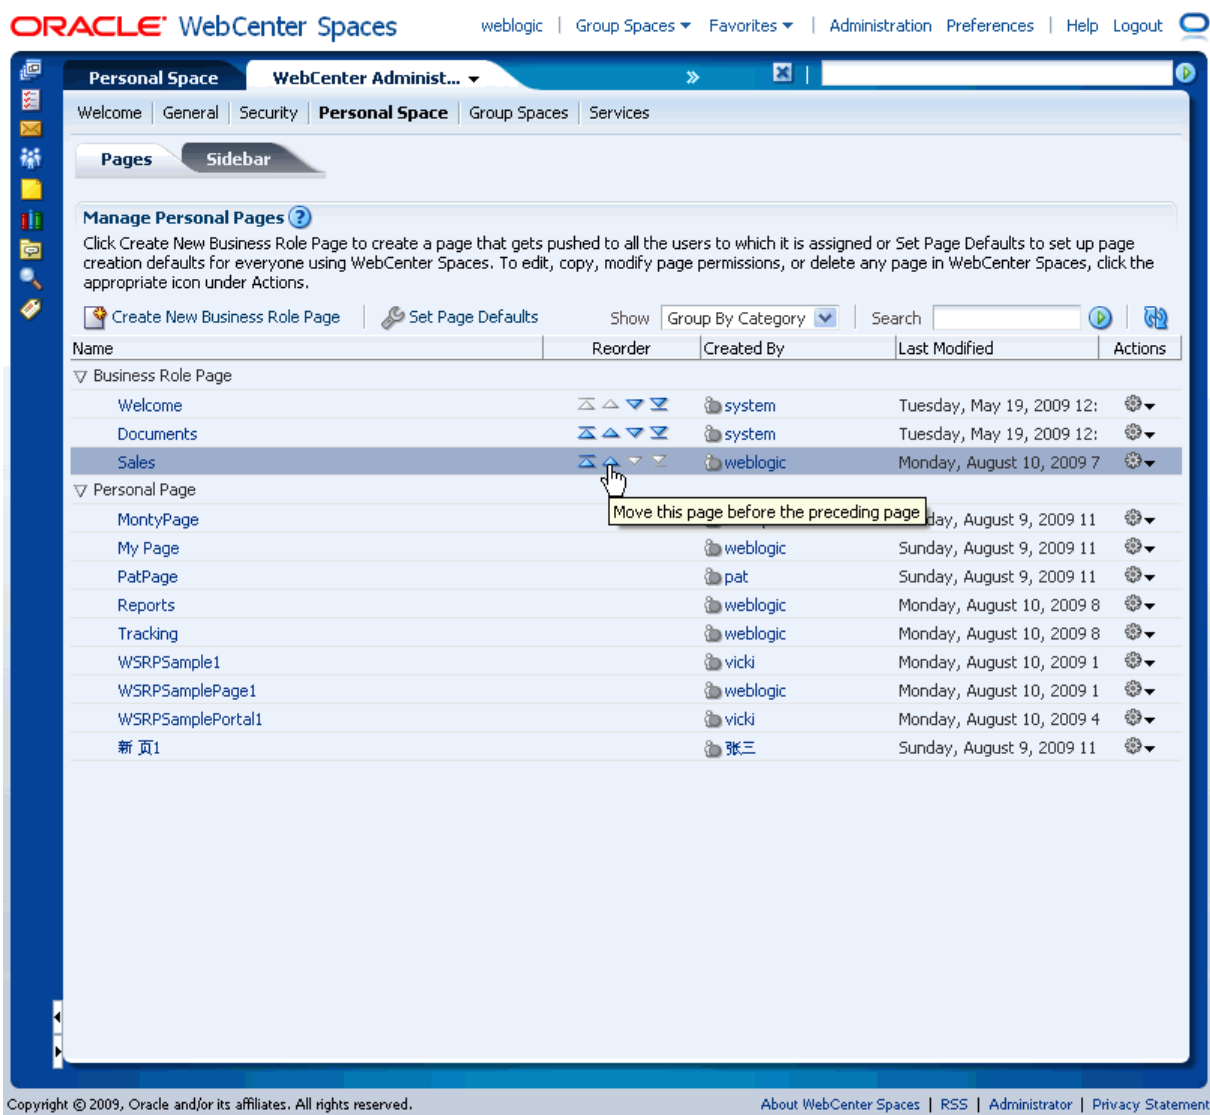 ORACLE WebCenter Spaces weblogic | Group Spaces Favorites | Administration Preferences | Help Logout
Personal Space WebCenter Administ... »
Welcome General Security Personal Space Group Spaces Services
Pages Sidebar
Manage Personal Pages ?
Click Create New Business Role Page to create a page that gets pushed to all the users to which it is assigned or Set Page Defaults to set up page
creation defaults for everyone using WebCenter Spaces. To edit, copy, modify page permissions, or delete any page in WebCenter Spaces, click the
appropriate icon under Actions.
Create New Business Role Page Set Page Defaults Show Group By Category Search
Name Reorder Created By Last Modified Actions
Business Role Page
Welcome system Tuesday, May 19, 2009 12:
Documents system Tuesday, May 19, 2009 12:
Sales weblogic Monday, August 10, 2009 7
Personal Page
Move this page before the preceding page
MontyPage day, August 9, 2009 11
My Page weblogic Sunday, August 9, 2009 11
PatPage pat Sunday, August 9, 2009 11
Reports weblogic Monday, August 10, 2009 8
Tracking weblogic Monday, August 10, 2009 8
WSRPSample1 vicki Monday, August 10, 2009 1
WSRPSamplePage1 weblogic Monday, August 10, 2009 1
WSRPSamplePortal1 vicki Monday, August 10, 2009 4
新 页1 张三 Sunday, August 9, 2009 11
Copyright © 2009, Oracle and/or its affiliates. All rights reserved. About WebCenter Spaces | RSS | Administrator | Privacy Statement